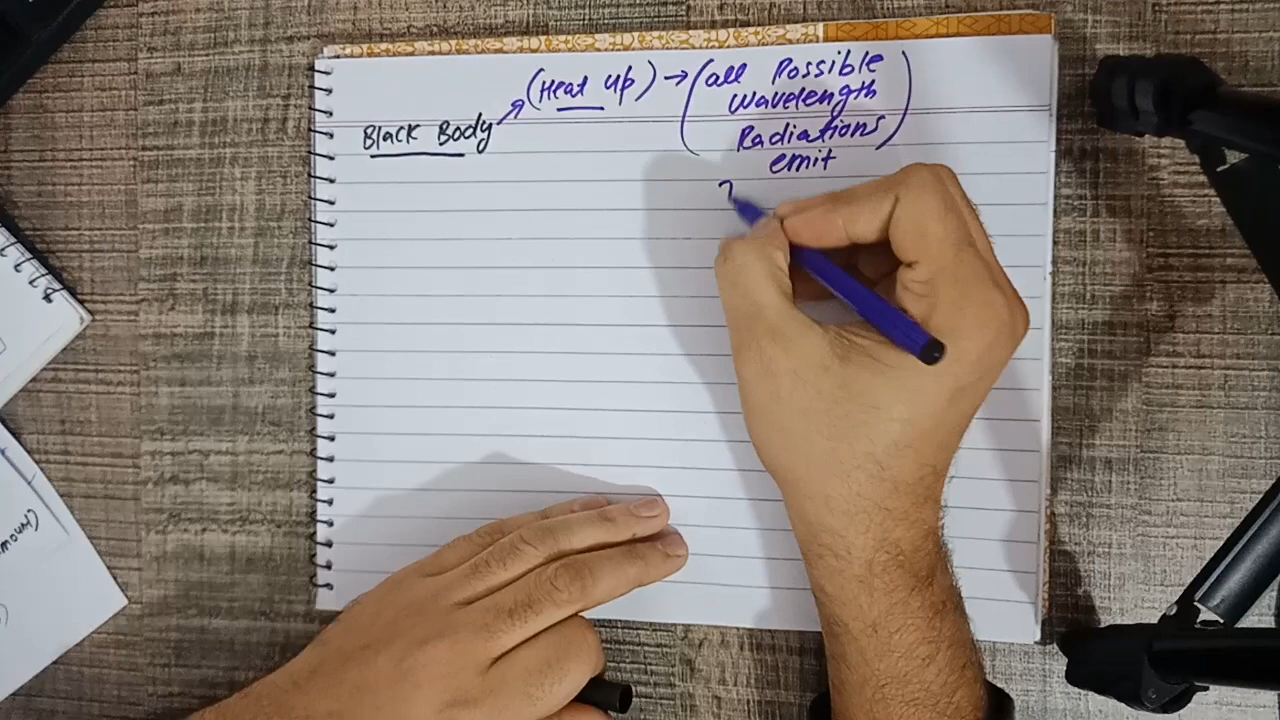 (Heat up) → (all Possible
Wavelength
Black Body
Radiations)
emit